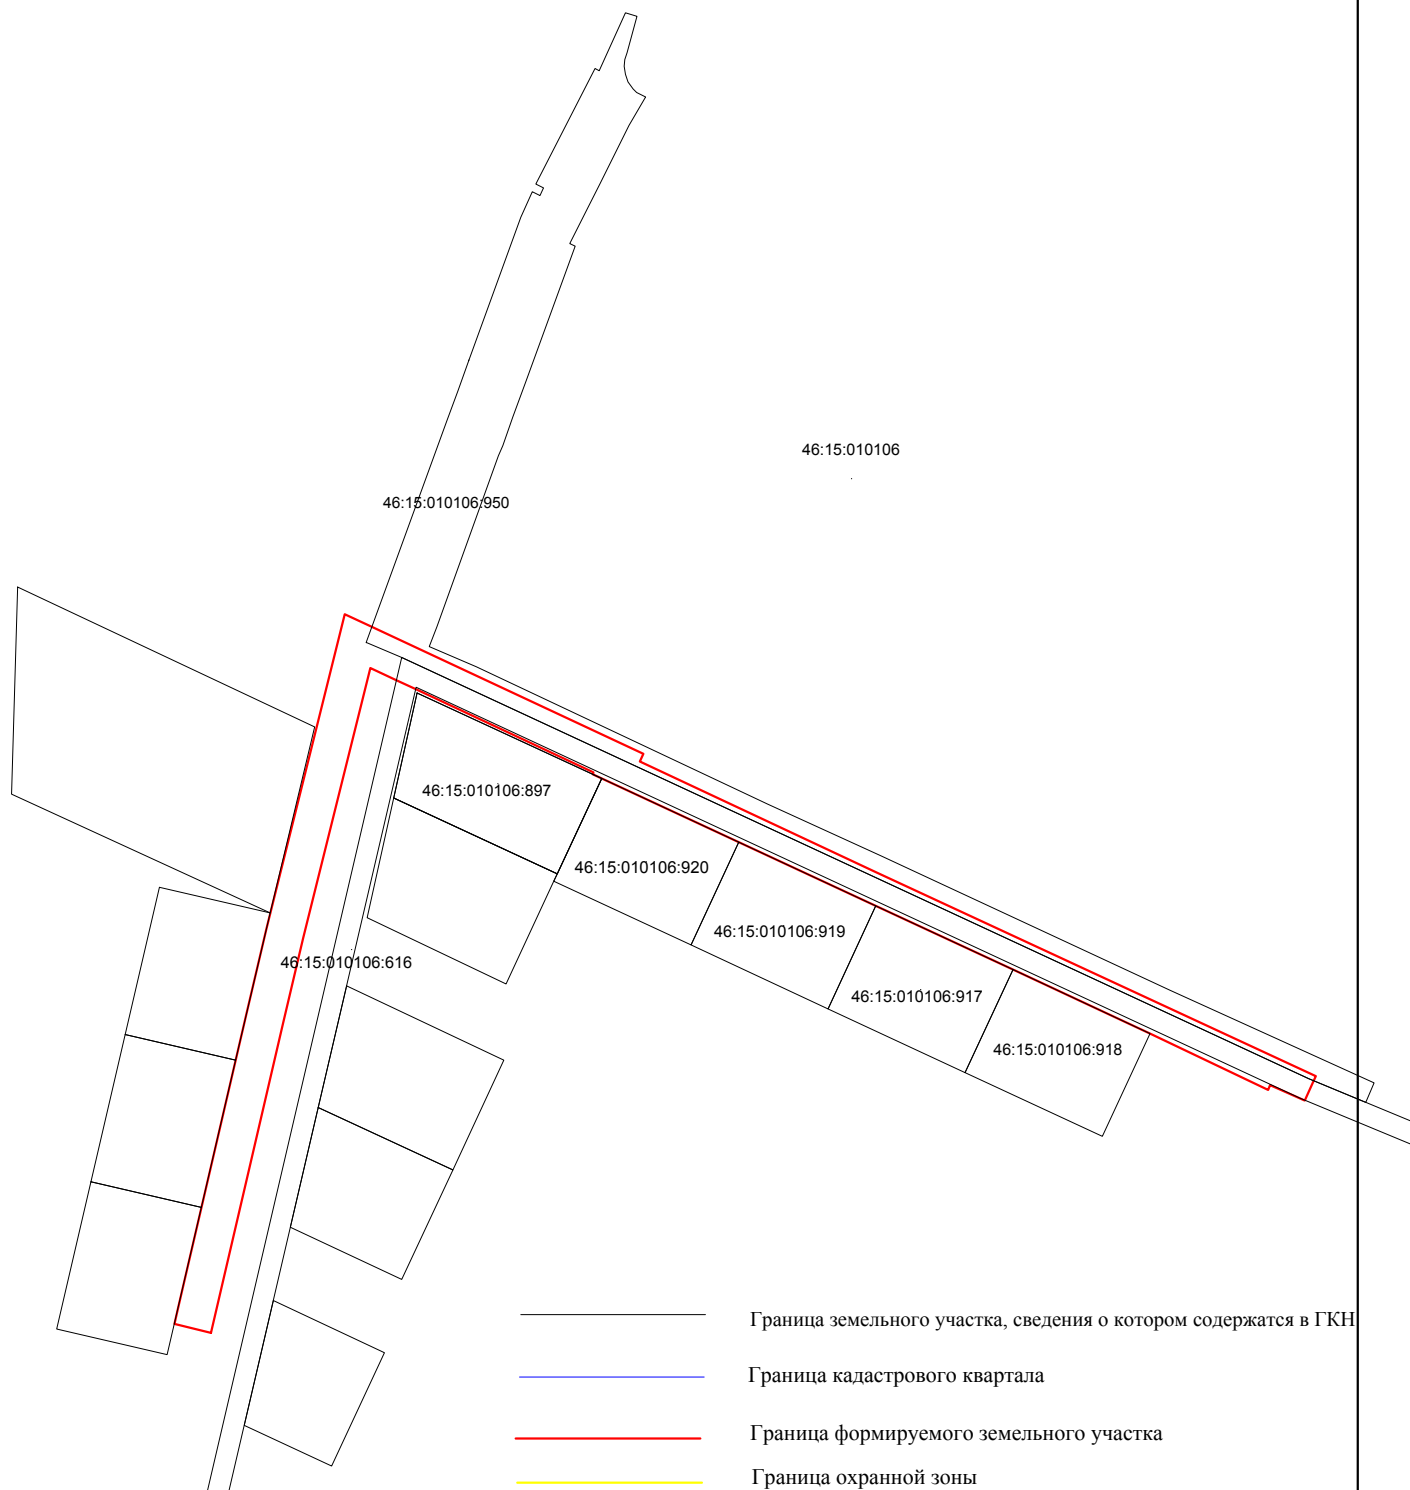 46:15:010106
46:15:010106:950
46:15:010106:897
46:15:010106:920
46:15:010106:919
46:15:010106:616
46:15:010106:917
46:15:010106:918
Граница земельного участка, сведения о котором содержатся в ГКН
Граница кадастрового квартала
Граница формируемого земельного участка
Граница охранной зоны